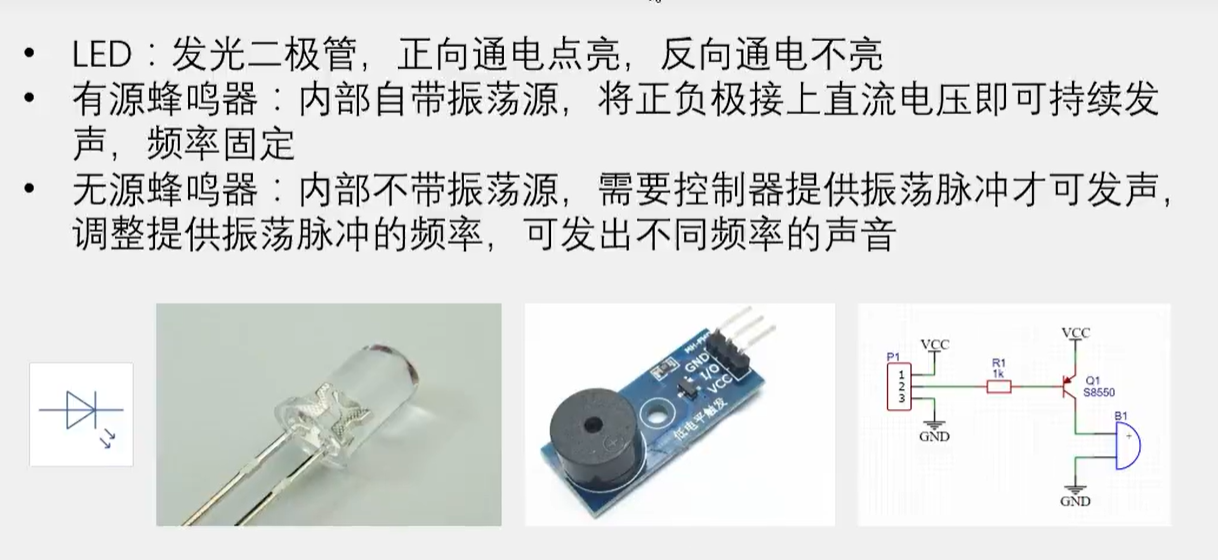 • LED：发光二极管，正向通电点亮，反向通电不亮
• 有源蜂鸣器：内部自带振荡源，将正负极接上直流电压即可持续发
声，频率固定
• 无源蜂鸣器：内部不带振荡源，需要控制器提供振荡脉冲才可发声，
调整提供振荡脉冲的频率，可发出不同频率的声音
GND
I/O
VCC
低电平触发
P1
1
2
3
VCC
GND
R1
1k
VCC
Q1
S8550
B1
+
GND